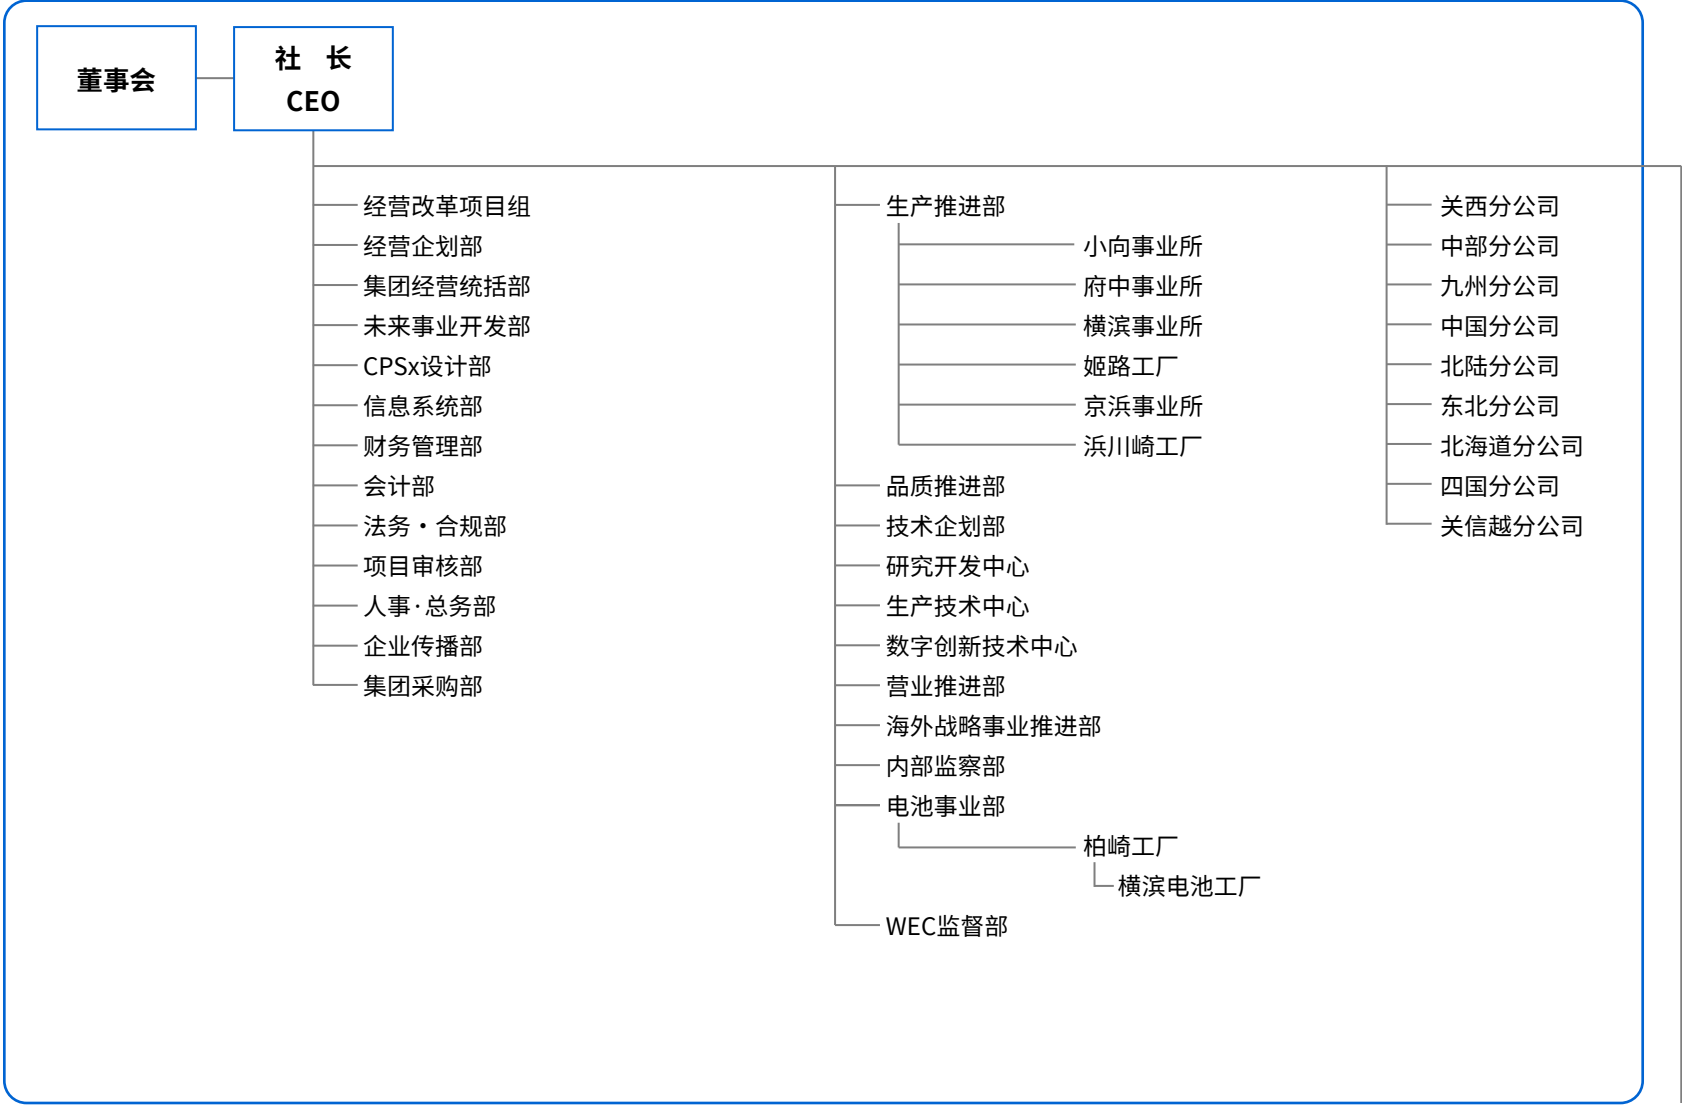 董事会
社 长
CEO
经营改革项目组
经营企划部
集团经营统括部
未来事业开发部
CPSx设计部
信息系统部
财务管理部
会计部
法务・合规部
项目审核部
人事·总务部
企业传播部
集团采购部
生产推进部
小向事业所
府中事业所
横滨事业所
姬路工厂
京浜事业所
浜川崎工厂
品质推进部
技术企划部
研究开发中心
生产技术中心
数字创新技术中心
营业推进部
海外战略事业推进部
内部监察部
电池事业部
柏崎工厂
横滨电池工厂
WEC监督部
关西分公司
中部分公司
九州分公司
中国分公司
北陆分公司
东北分公司
北海道分公司
四国分公司
关信越分公司